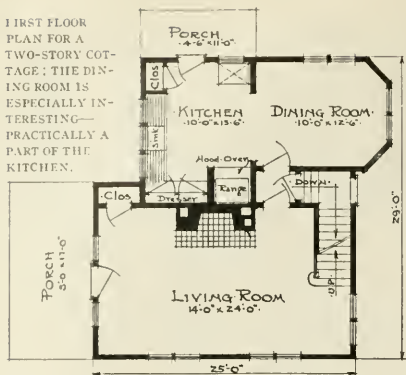 FIRST FLOOR
PLAN FOR A
TWO-STORY COT-
TAGE; THE DIN-
ING ROOM IS
ESPECIALLY IN-
TERESTING—
PRACTICALLY A
PART OF THE
KITCHEN.
PORCH
4'-6"x11'-0"
Clos
KITCHEN
10'-0"x13'-6"
Sink
DINING ROOM
10'-0"x12'-6"
Hood Over
Range
Dresser
DOWN
Clos
UP
PORCH
8'-0"x17'-0"
LIVING ROOM
14'-0"x24'-0"
29'-0"
25'-0"